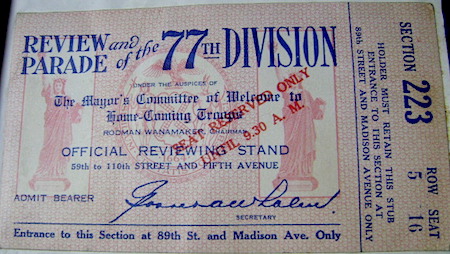 REVIEW and PARADE of the 77TH DIVISION
UNDER THE AUSPICES OF
The Mayor's Committee of Welcome to
Home-Coming Troops
RODMAN WANAMAKER, CHAIRMAN
SEAT RESERVED ONLY
UNTIL 9.30 A. M.
OFFICIAL REVIEWING STAND
59th to 110th STREET AND FIFTH AVENUE
ADMIT BEARER
SECRETARY
Entrance to this Section at 89th St. and Madison Ave. Only
HOLDER MUST RETAIN THIS STUB
ENTRANCE TO THIS SECTION AT
89th STREET AND MADISON AVENUE ONLY
SECTION 223
ROW SEAT
5 16